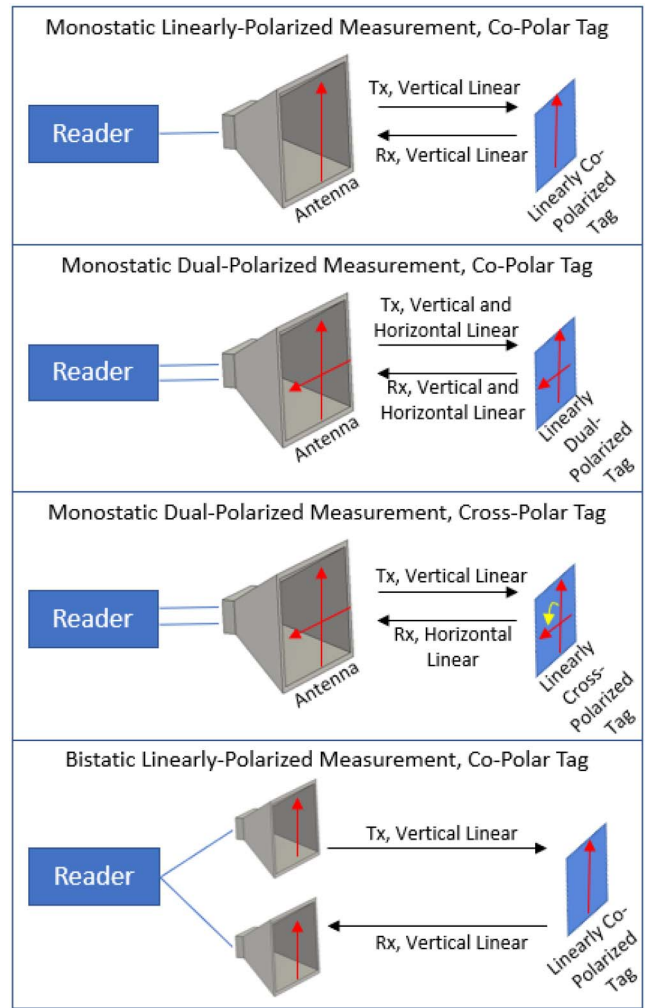 Monostatic Linearly-Polarized Measurement, Co-Polar Tag
Reader
Antenna
Tx, Vertical Linear
Rx, Vertical Linear
Linearly Co-
Polarized
Tag
Monostatic Dual-Polarized Measurement, Co-Polar Tag
Reader
Antenna
Tx, Vertical and
Horizontal Linear
Rx, Vertical and
Horizontal Linear
Linearly
Dual-
Polarized
Tag
Monostatic Dual-Polarized Measurement, Cross-Polar Tag
Reader
Antenna
Tx, Vertical Linear
Rx, Horizontal
Linear
Linearly
Cross-
Polarized
Tag
Bistatic Linearly-Polarized Measurement, Co-Polar Tag
Reader
Tx, Vertical Linear
Rx, Vertical Linear
Linearly Co-
Polarized
Tag